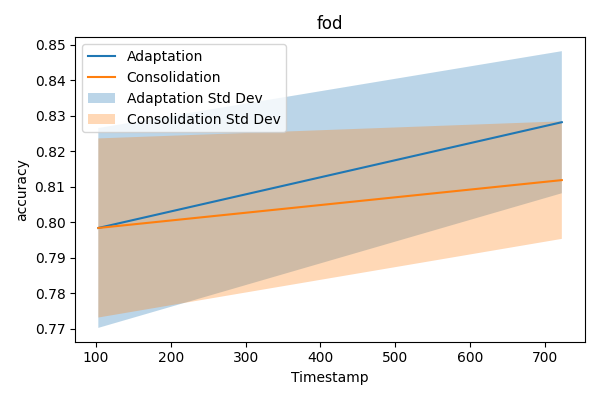 fod
0.85
0.84
0.83
0.82
0.81
0.80
0.79
0.78
0.77
accuracy
Adaptation
Consolidation
Adaptation Std Dev
Consolidation Std Dev
100
200
300
400
500
600
700
Timestamp